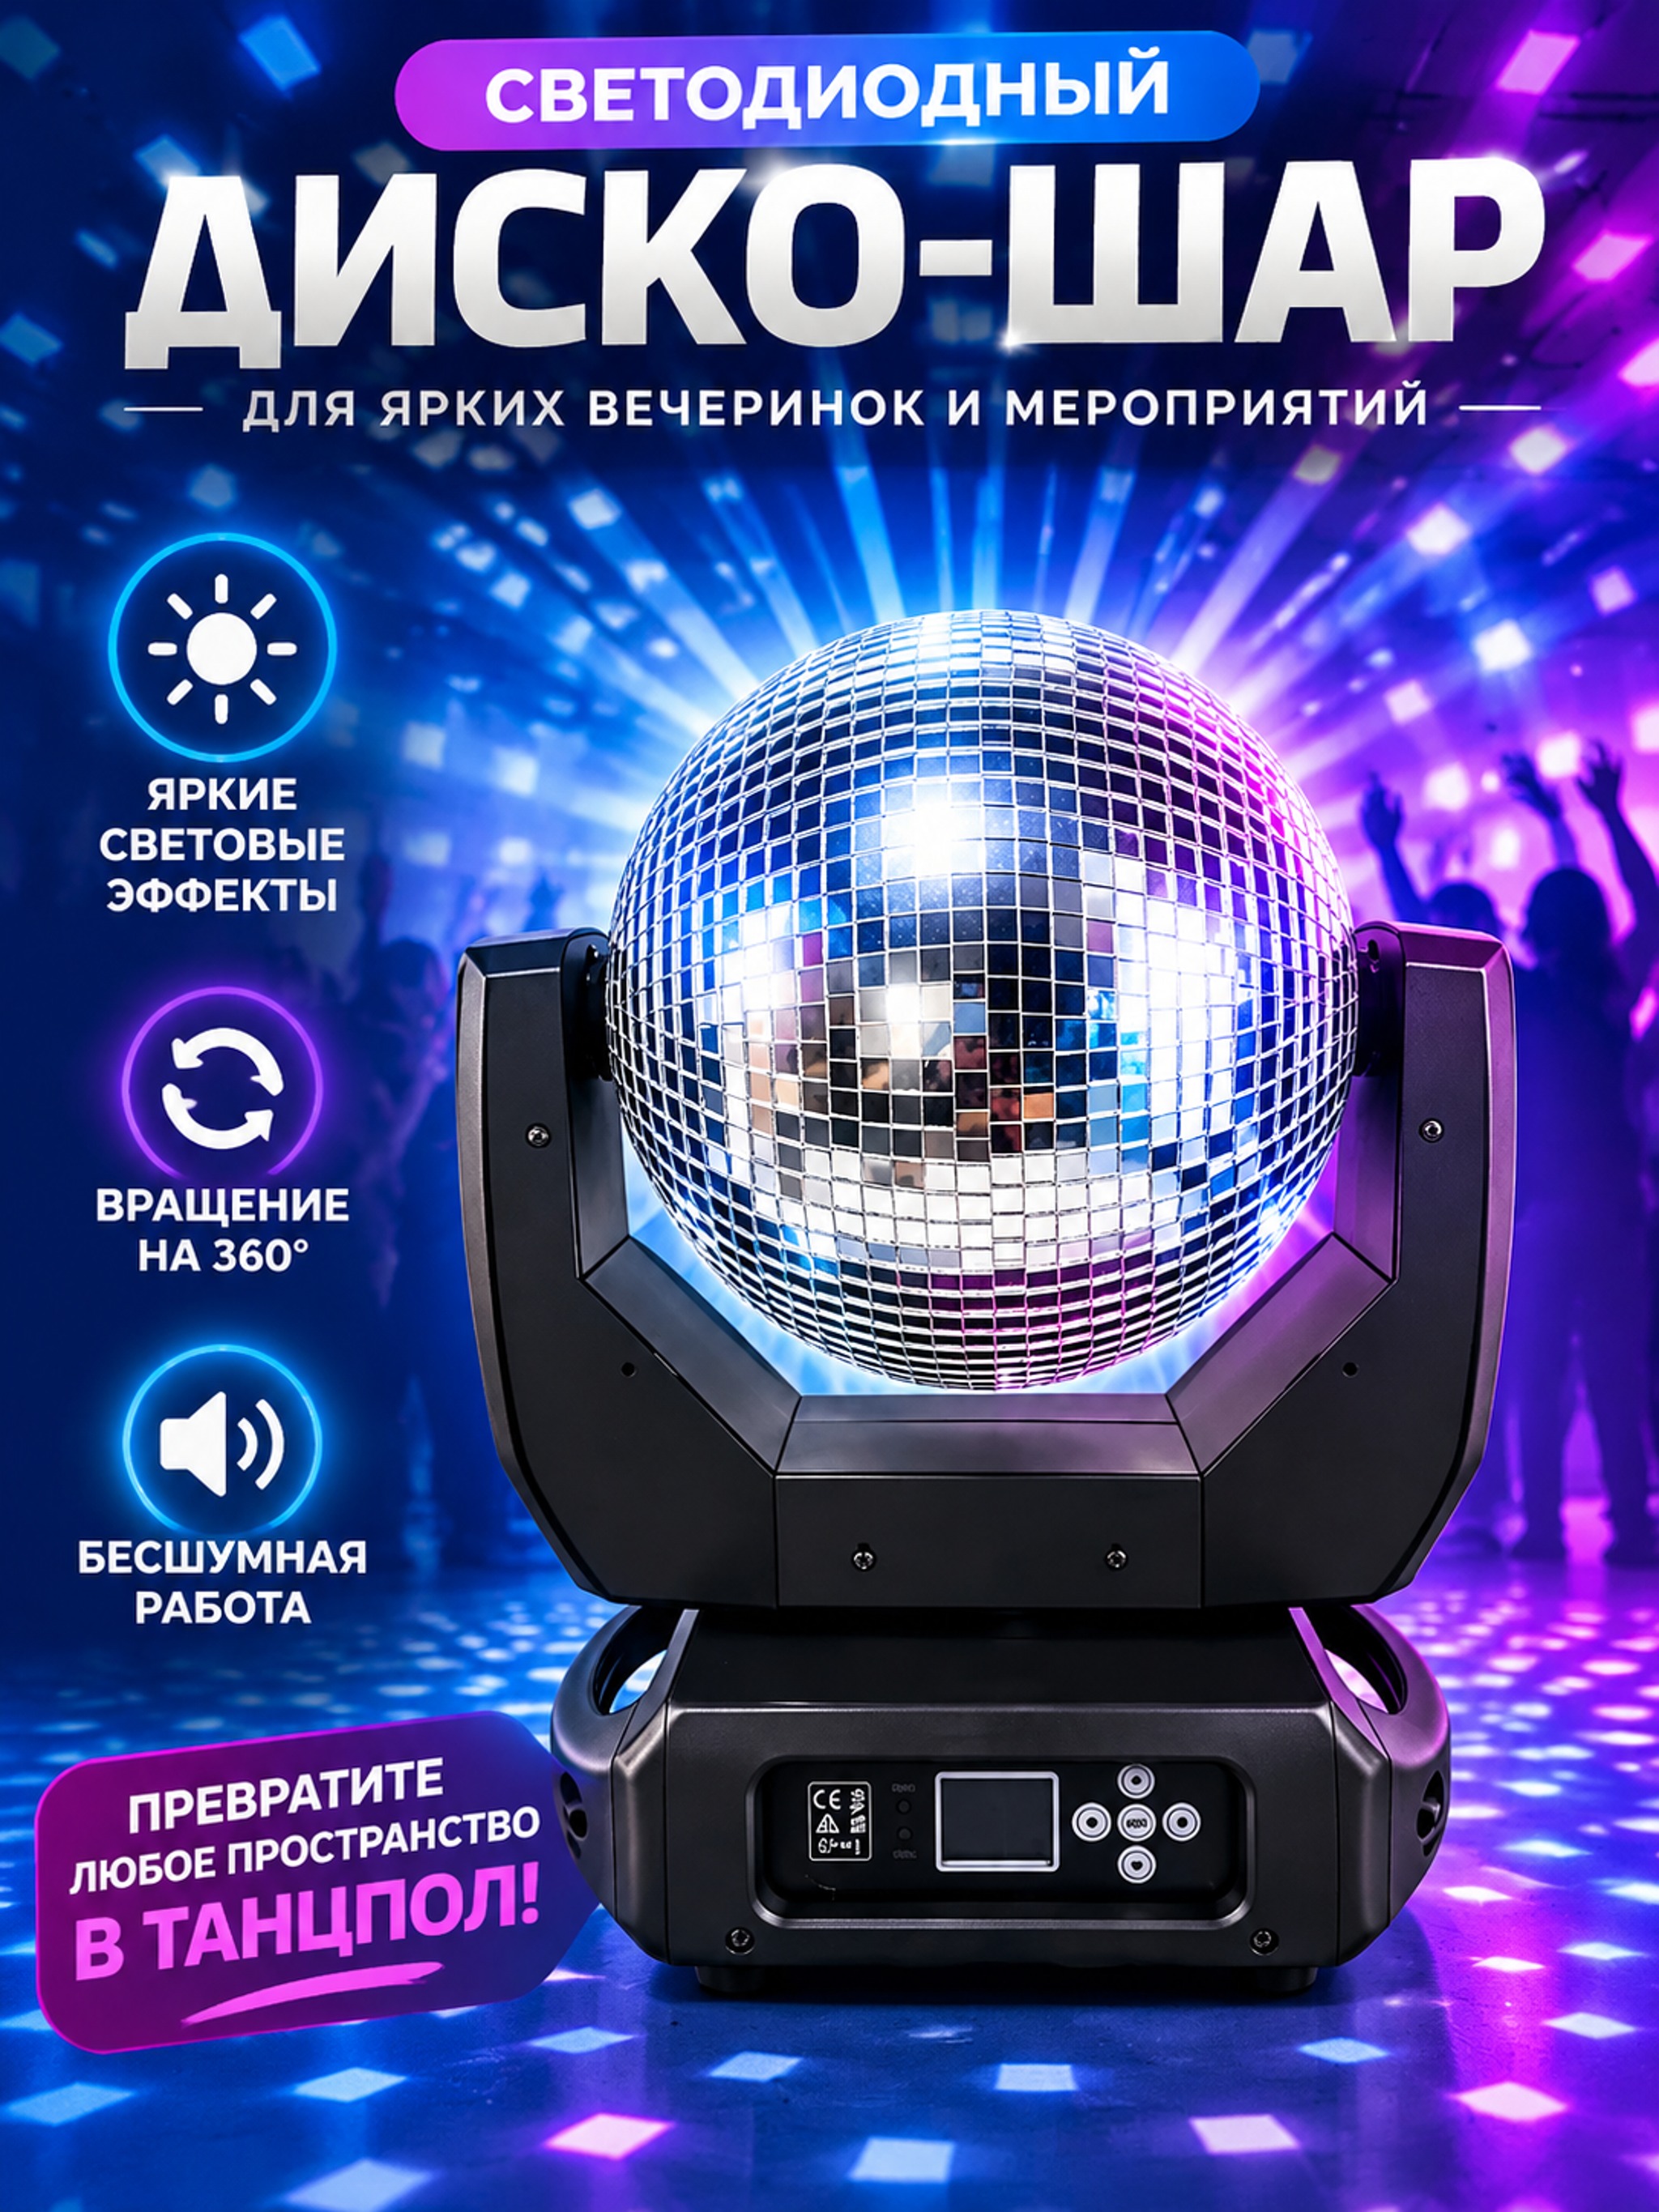 СВЕТОДИОДНЫЙ
ДИСКО-ШАР
ДЛЯ ЯРКИХ ВЕЧЕРИНОК И МЕРОПРИЯТИЙ
ЯРКИЕ
СВЕТОВЫЕ
ЭФФЕКТЫ
ВРАЩЕНИЕ
НА 360°
БЕСШУМНАЯ
РАБОТА
ПРЕВРАТИТЕ
ЛЮБОЕ ПРОСТРАНСТВО
В ТАНЦПОЛ!
CE